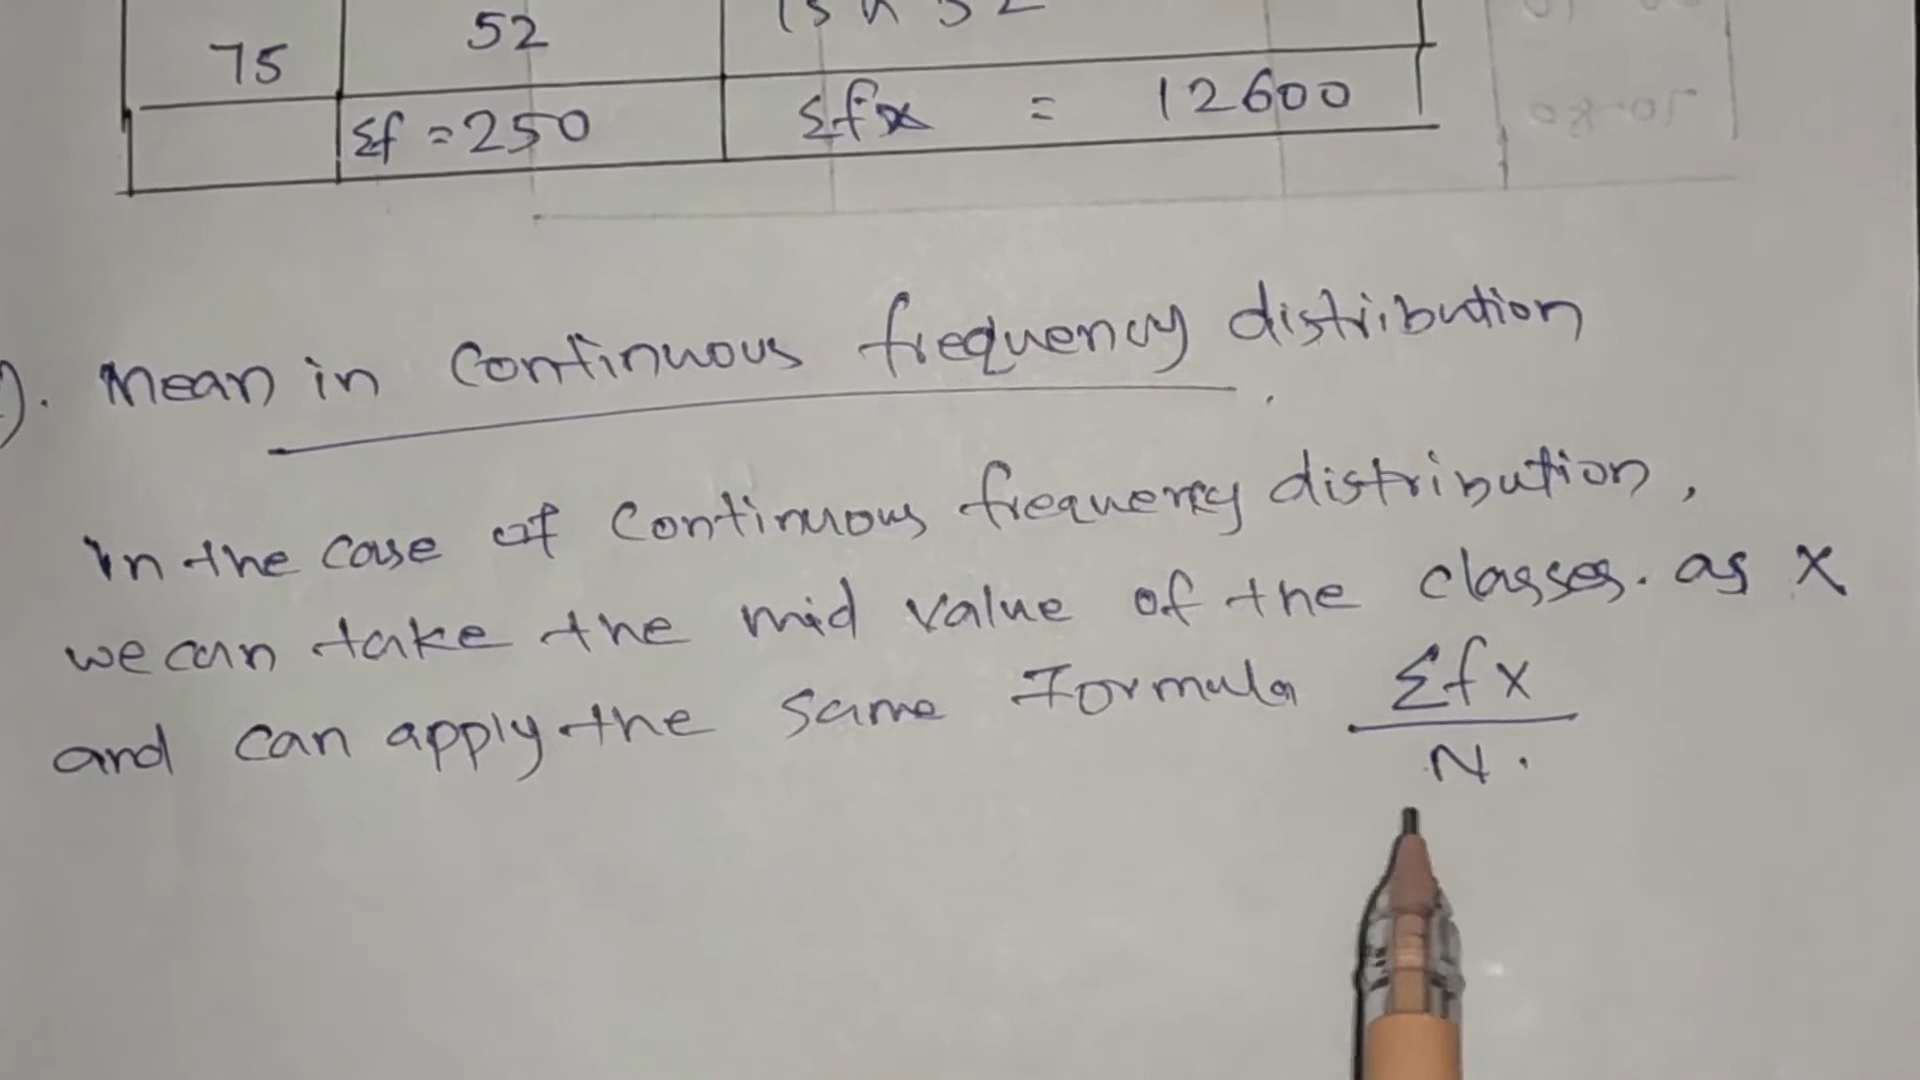 75 52
Σf = 250 Σfx = 12600
Mean in Continuous frequency distribution.
In the case of Continuous frequency distribution,
we can take the mid value of the classes. as x
and can apply the same Formula Σfx
N.